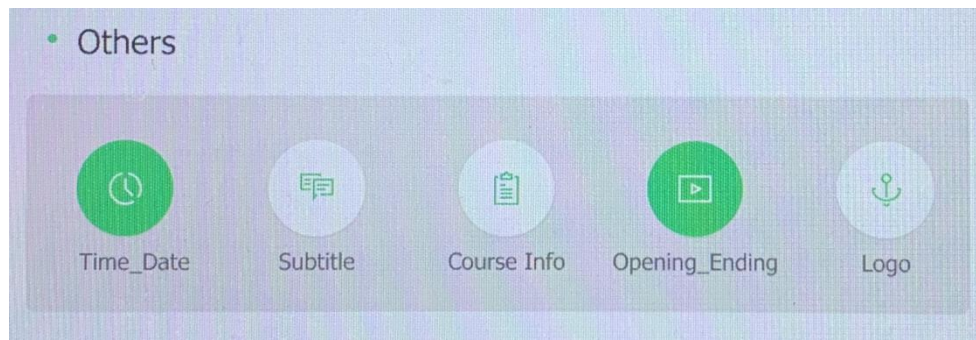 Others
Time_Date
Subtitle
Course Info
Opening_Ending
Logo